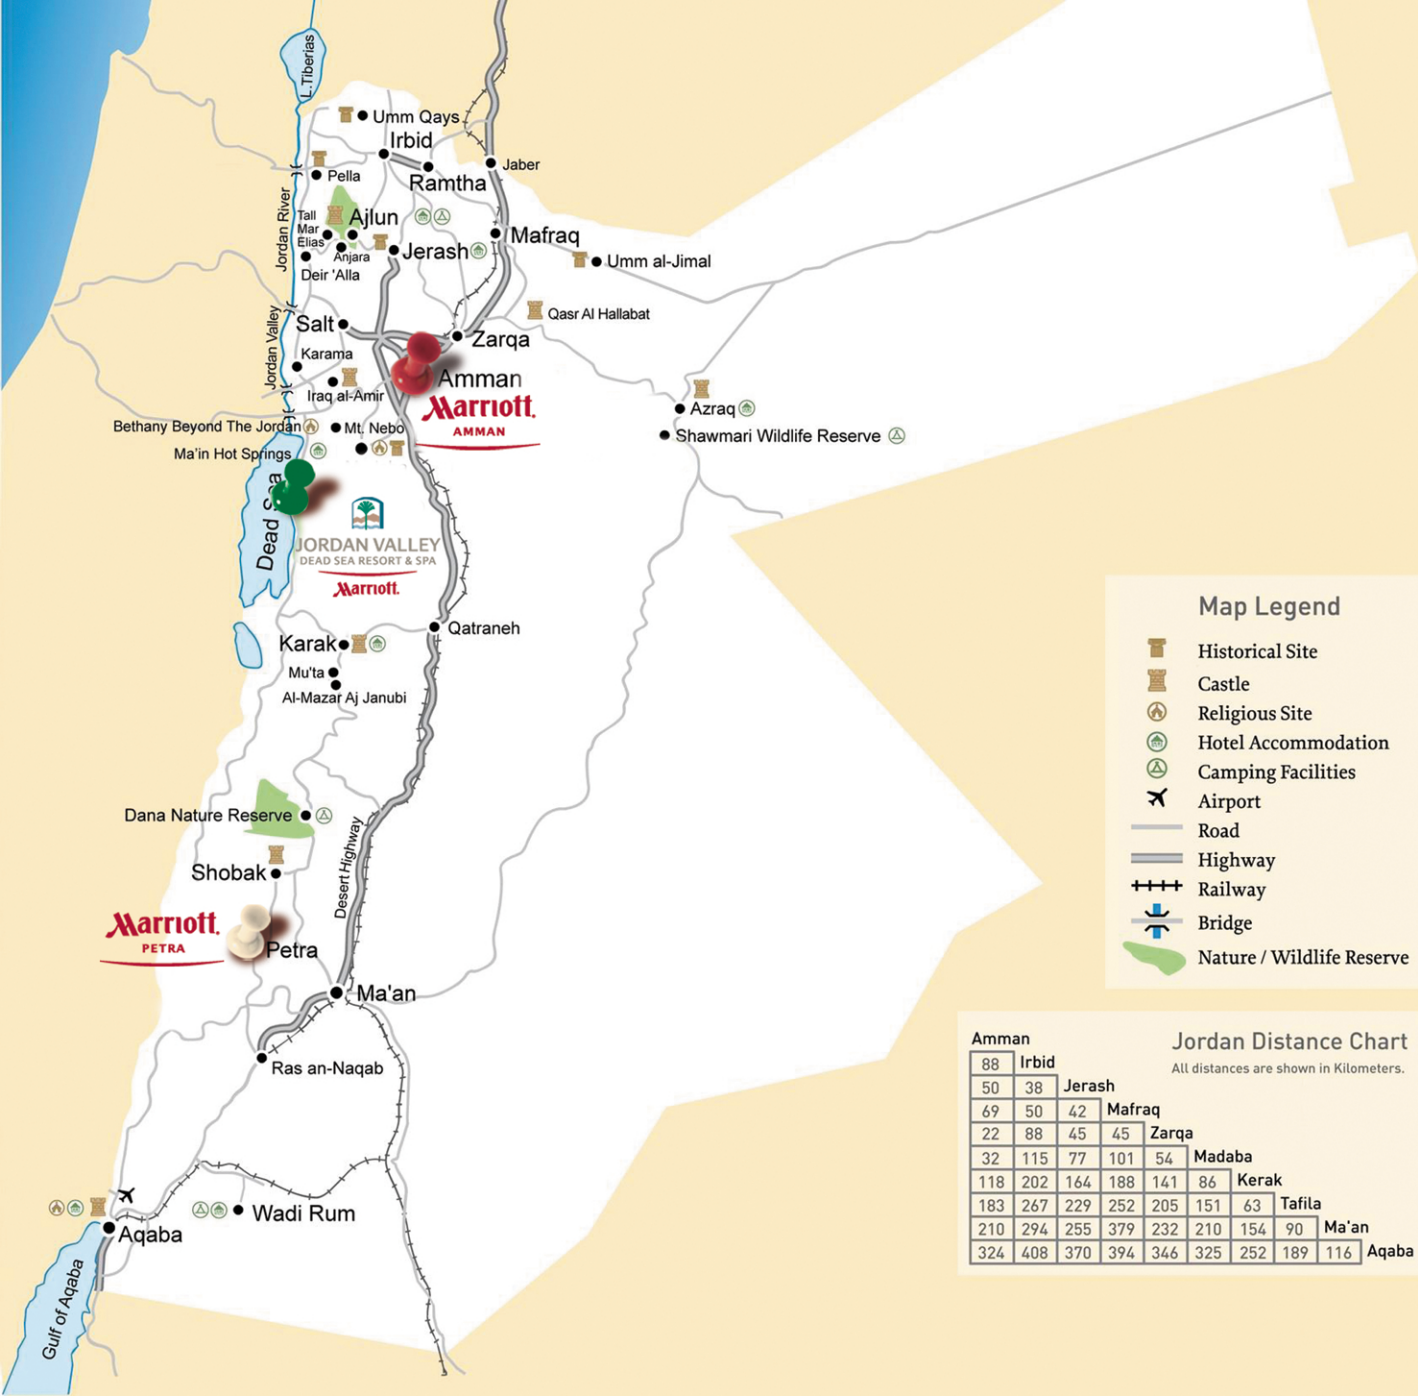 L.Tiberias
Umm Qays
Irbid
Jaber
Pella
Ramtha
Jordan River
Tall
Mar
Elias
Ajlun
Mafraq
Anjara
Jerash
Umm al-Jimal
Deir 'Alla
Qasr Al Hallabat
Jordan Valley
Salt
Zarqa
Karama
Amman
Iraq al-Amir
Marriott.
AMMAN
Azraq
Bethany Beyond The Jordan
Mt. Nebo
Shawmari Wildlife Reserve
Ma'in Hot Springs
Dead Sea
JORDAN VALLEY
DEAD SEA RESORT & SPA
Marriott.
Qatraneh
Karak
Mu'ta
Al-Mazar Aj Janubi
Dana Nature Reserve
Desert Highway
Shobak
Marriott.
PETRA
Petra
Ma'an
Ras an-Naqab
Wadi Rum
Aqaba
Gulf of Aqaba
Map Legend
Historical Site
Castle
Religious Site
Hotel Accommodation
Camping Facilities
Airport
Road
Highway
Railway
Bridge
Nature / Wildlife Reserve
Jordan Distance Chart
All distances are shown in Kilometers.
Amman
88 Irbid
50 38 Jerash
69 50 42 Mafraq
22 88 45 45 Zarqa
32 115 77 101 54 Madaba
118 202 164 188 141 86 Kerak
183 267 229 252 205 151 63 Tafila
210 294 255 379 232 210 154 90 Ma'an
324 408 370 394 346 325 252 189 116 Aqaba